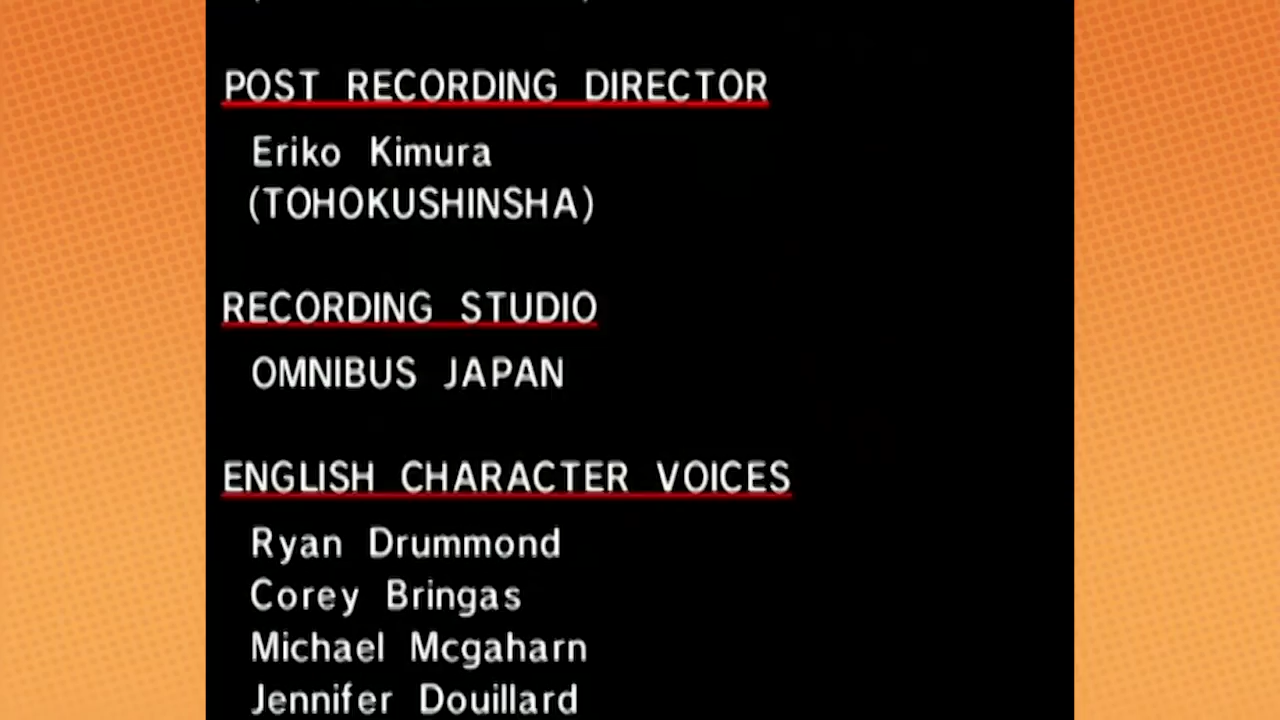 POST RECORDING DIRECTOR
Eriko Kimura
(TOHOKUSHINSHA)
RECORDING STUDIO
OMNIBUS JAPAN
ENGLISH CHARACTER VOICES
Ryan Drummond
Corey Bringas
Michael Mcgaharn
Jennifer Douillard